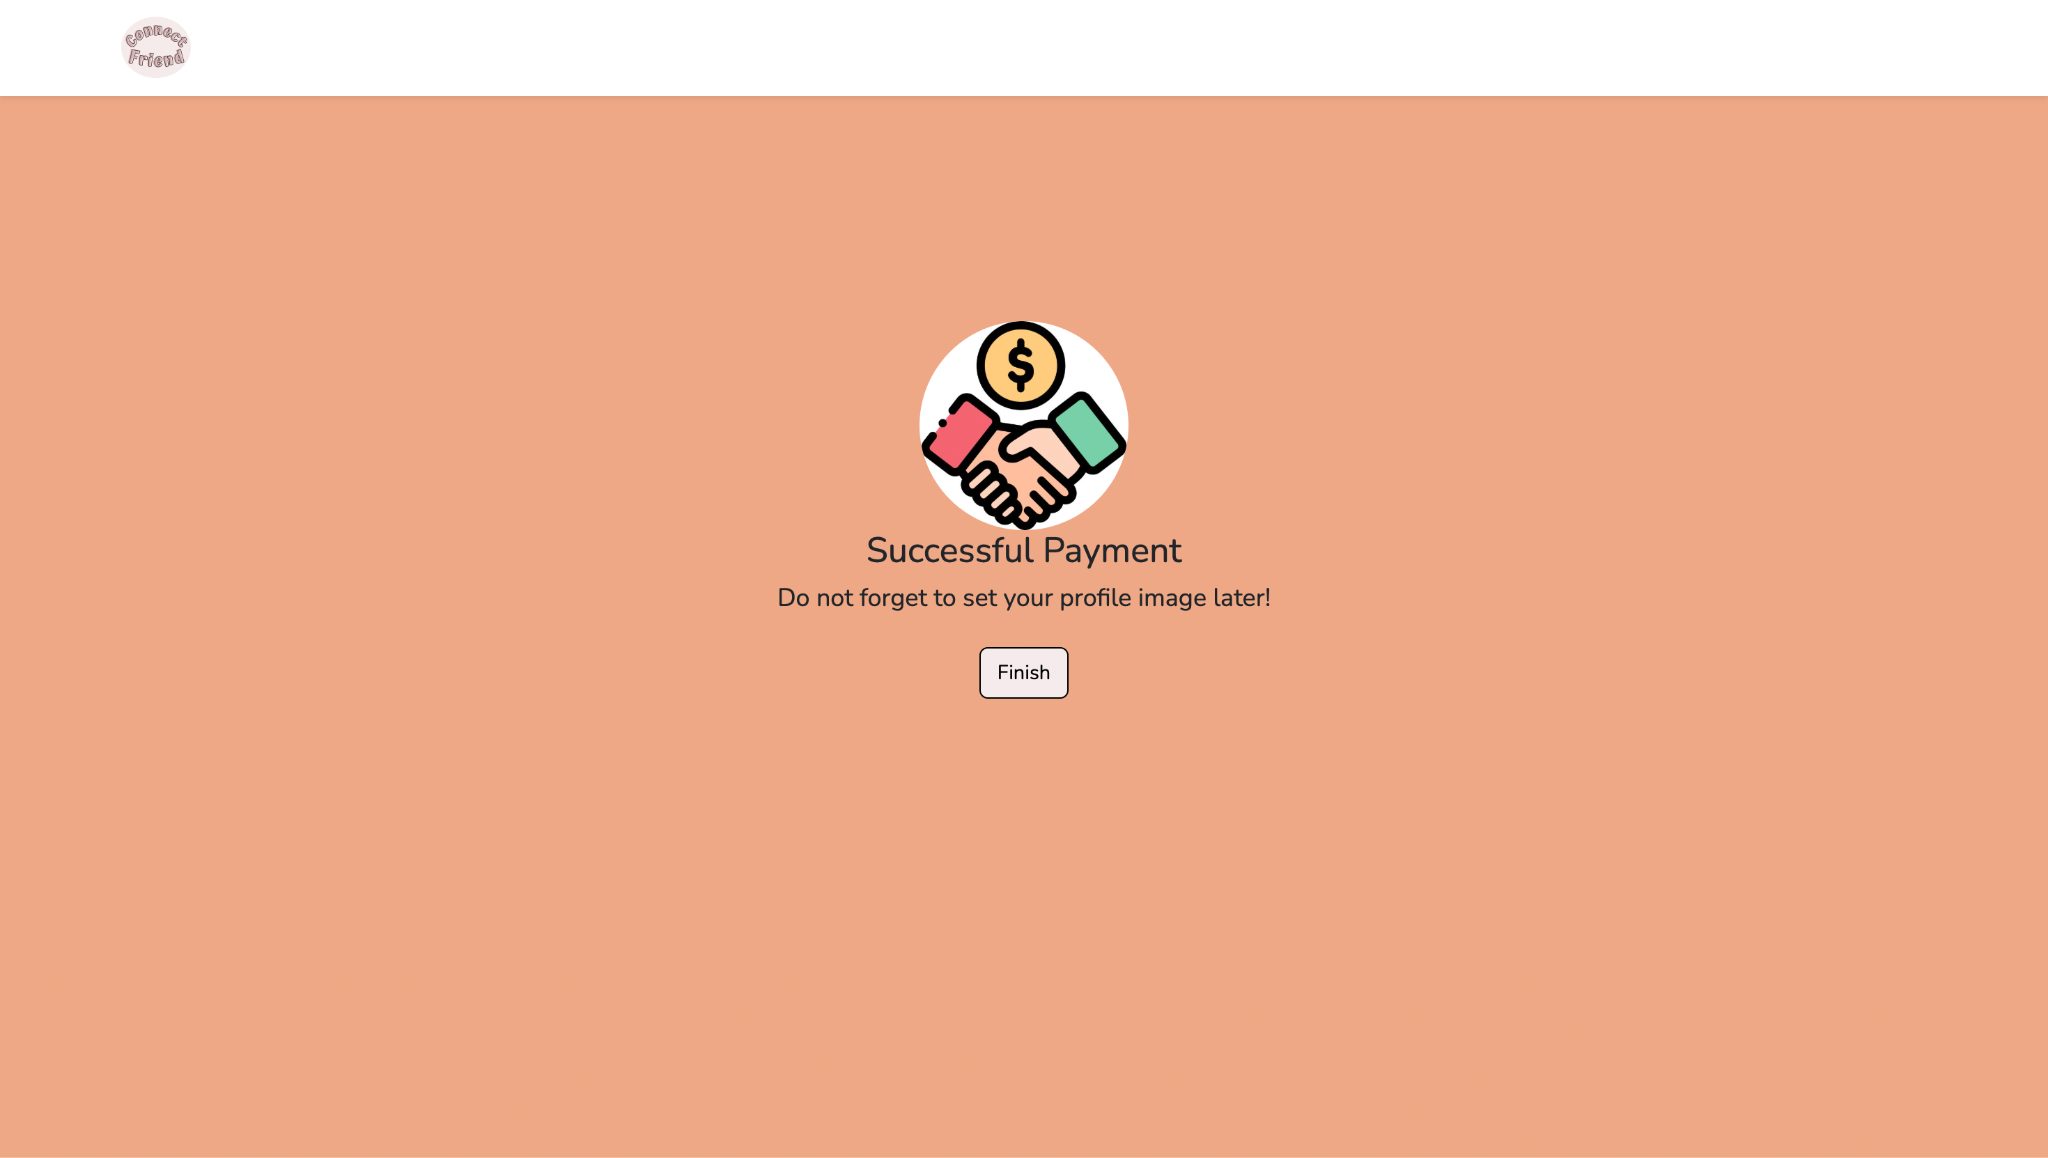 Connect
Friend
$
Successful Payment
Do not forget to set your profile image later!
Finish